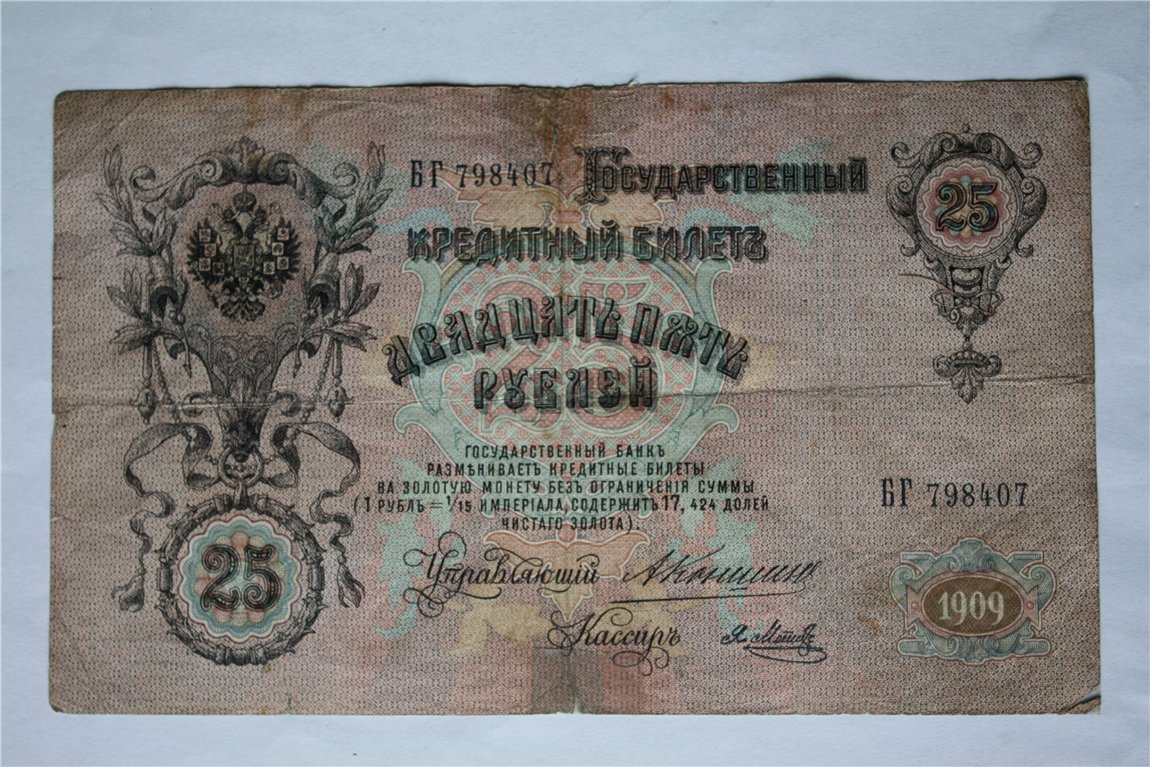 БГ 798407 Государственный
25
кредитный билетъ
двадцать пять
рублей
государственный банкъ
размѣниваетъ кредитные билеты
на золотую монету безъ ограниченія суммы
(1 рубль = 1/15 имперіала, содержитъ 17,424 долей
чистаго золота).
БГ 798407
25
Управляющій АКоншинъ
1909
Кассиръ